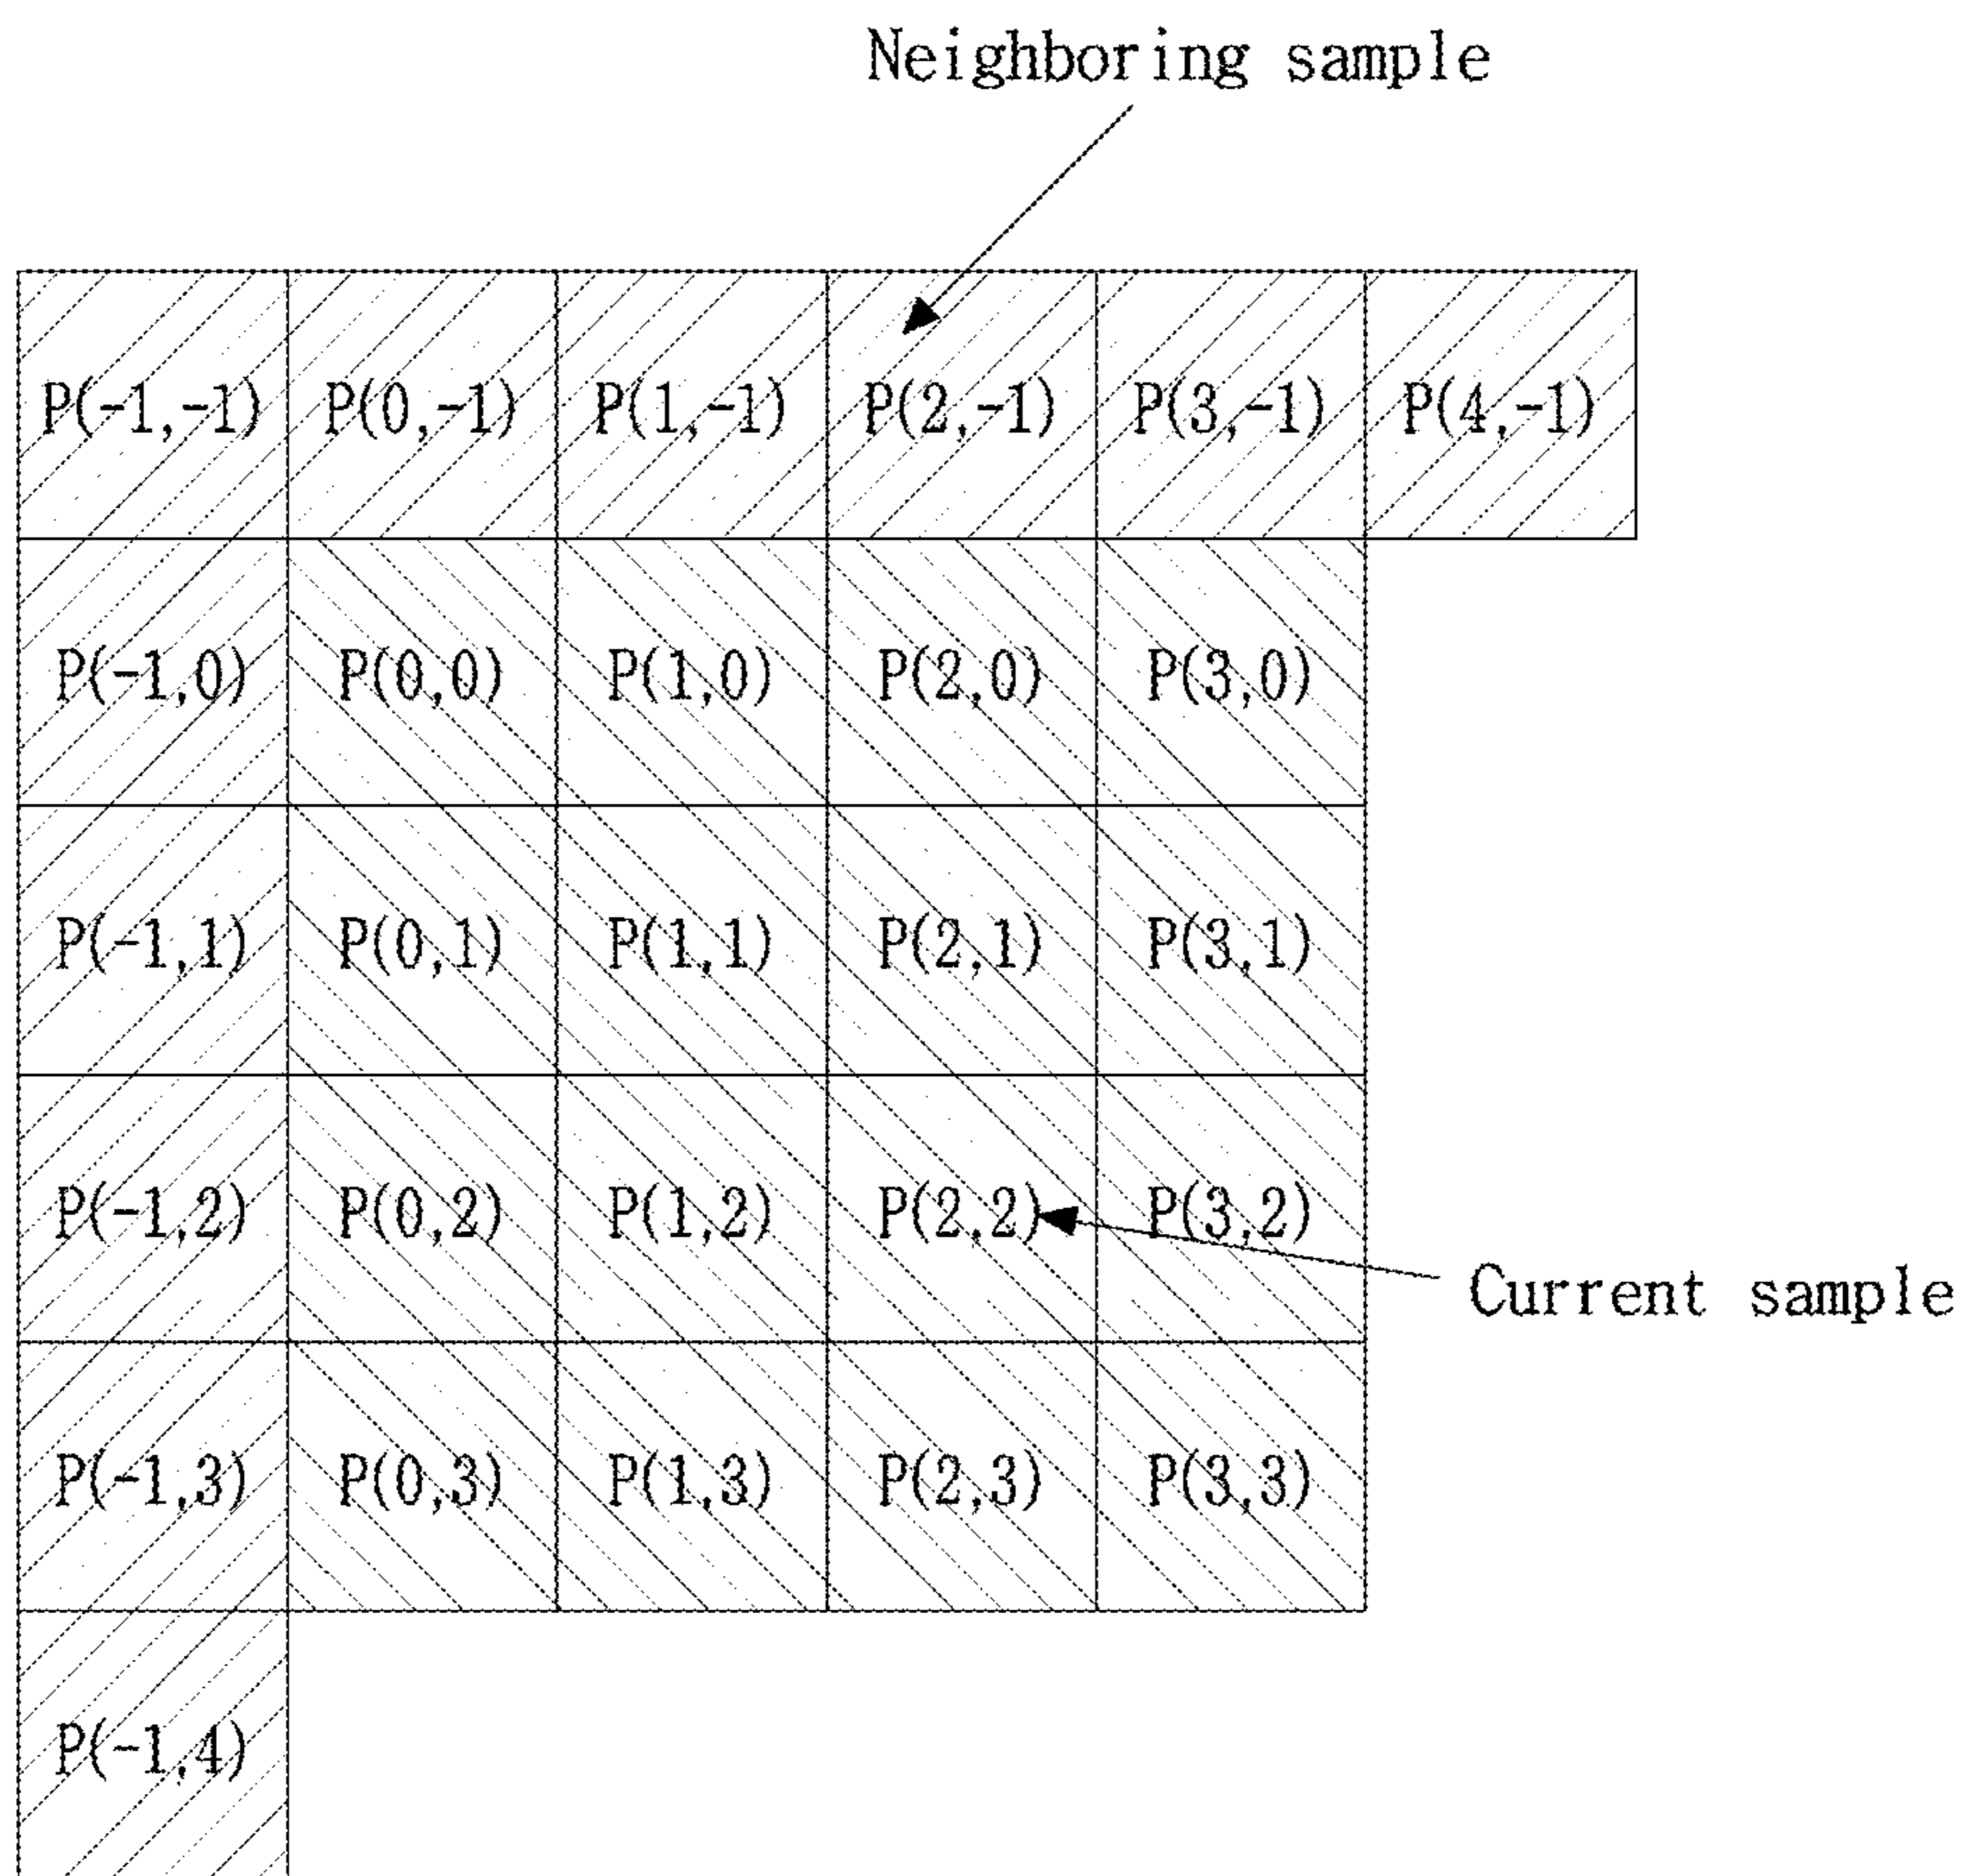 Neighboring sample
P(-1,-1) P(0,-1) P(1,-1) P(2,-1) P(3,-1) P(4,-1)
P(-1,0) P(0,0) P(1,0) P(2,0) P(3,0)
P(-1,1) P(0,1) P(1,1) P(2,1) P(3,1)
P(-1,2) P(0,2) P(1,2) P(2,2) P(3,2)
Current sample
P(-1,3) P(0,3) P(1,3) P(2,3) P(3,3)
P(-1,4)